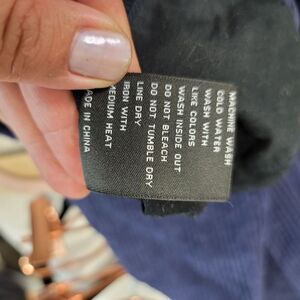 MACHINE WASH
COLD WATER
WASH WITH
LIKE COLORS
WASH INSIDE OUT
DO NOT BLEACH
DO NOT TUMBLE DRY
LINE DRY
IRON WITH
MEDIUM HEAT
MADE IN CHINA